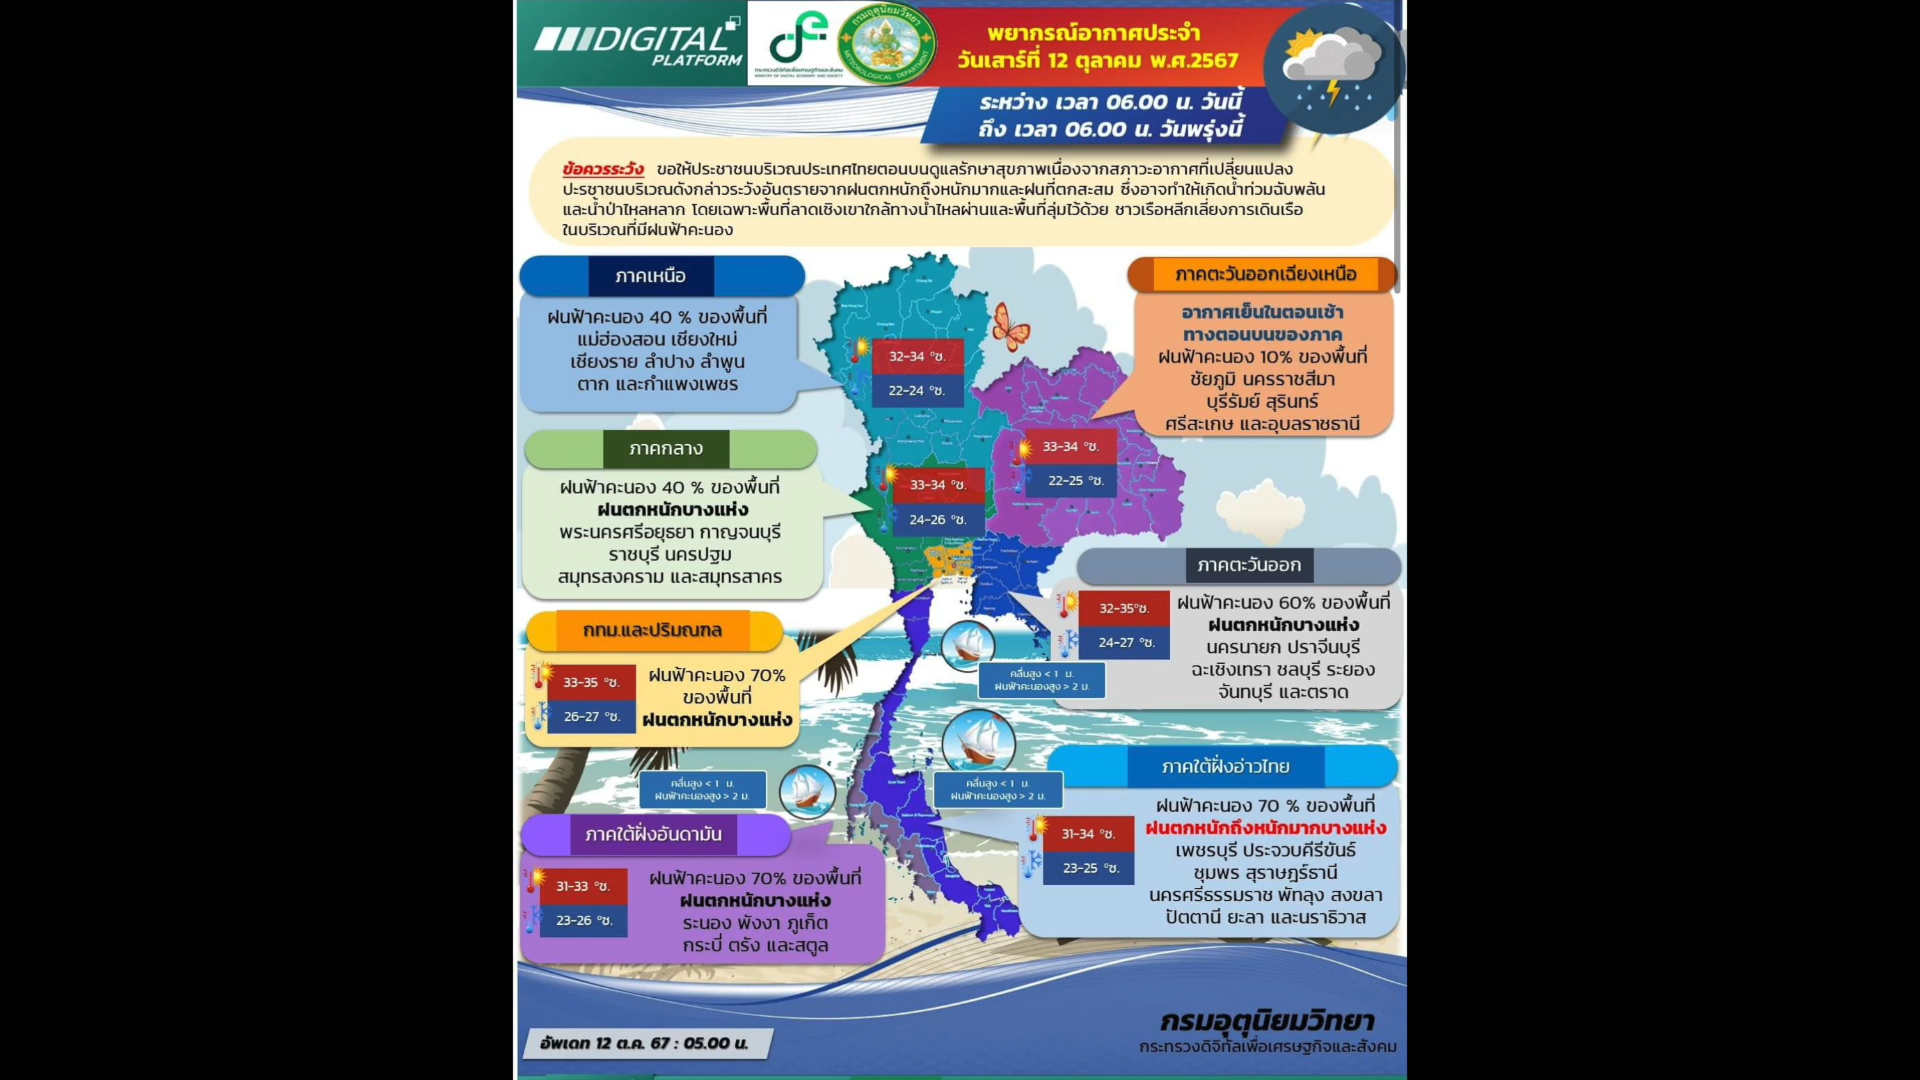 DIGITAL
PLATFORM
กระทรวงดิจิทัลเพื่อเศรษฐกิจและสังคม
MINISTRY OF DIGITAL ECONOMY AND SOCIETY
กรมอุตุนิยมวิทยา
METEOROLOGICAL DEPARTMENT
พยากรณ์อากาศประจำ
วันเสาร์ที่ 12 ตุลาคม พ.ศ.2567
ระหว่าง เวลา 06.00 น. วันนี้
ถึง เวลา 06.00 น. วันพรุ่งนี้
ข้อควรระวัง ขอให้ประชาชนบริเวณประเทศไทยตอนบนดูแลรักษาสุขภาพเนื่องจากสภาวะอากาศที่เปลี่ยนแปลง
ปะรชาชนบริเวณดังกล่าวระวังอันตรายจากฝนตกหนักถึงหนักมากและฝนที่ตกสะสม ซึ่งอาจทำให้เกิดน้ำท่วมฉับพลัน
และน้ำป่าไหลหลาก โดยเฉพาะพื้นที่ลาดเชิงเขาใกล้ทางน้ำไหลผ่านและพื้นที่ลุ่มไว้ด้วย ชาวเรือหลีกเลี่ยงการเดินเรือ
ในบริเวณที่มีฝนฟ้าคะนอง
ภาคเหนือ
ฝนฟ้าคะนอง 40 % ของพื้นที่
แม่ฮ่องสอน เชียงใหม่
เชียงราย ลำปาง ลำพูน
ตาก และกำแพงเพชร
32-34 °ซ.
22-24 °ซ.
ภาคตะวันออกเฉียงเหนือ
อากาศเย็นในตอนเช้า
ทางตอนบนของภาค
ฝนฟ้าคะนอง 10% ของพื้นที่
ชัยภูมิ นครราชสีมา
บุรีรัมย์ สุรินทร์
ศรีสะเกษ และอุบลราชธานี
33-34 °ซ.
22-25 °ซ.
ภาคกลาง
ฝนฟ้าคะนอง 40 % ของพื้นที่
ฝนตกหนักบางแห่ง
พระนครศรีอยุธยา กาญจนบุรี
ราชบุรี นครปฐม
สมุทรสงคราม และสมุทรสาคร
33-34 °ซ.
24-26 °ซ.
ภาคตะวันออก
32-35°ซ.
24-27 °ซ.
ฝนฟ้าคะนอง 60% ของพื้นที่
ฝนตกหนักบางแห่ง
นครนายก ปราจีนบุรี
ฉะเชิงเทรา ชลบุรี ระยอง
จันทบุรี และตราด
คลื่นสูง < 1 ม.
ฝนฟ้าคะนองสูง > 2 ม.
กทม.และปริมณฑล
33-35 °ซ.
26-27 °ซ.
ฝนฟ้าคะนอง 70%
ของพื้นที่
ฝนตกหนักบางแห่ง
คลื่นสูง < 1 ม.
ฝนฟ้าคะนองสูง > 2 ม.
คลื่นสูง < 1 ม.
ฝนฟ้าคะนองสูง > 2 ม.
ภาคใต้ฝั่งอ่าวไทย
31-34 °ซ.
23-25 °ซ.
ฝนฟ้าคะนอง 70 % ของพื้นที่
ฝนตกหนักถึงหนักมากบางแห่ง
เพชรบุรี ประจวบคีรีขันธ์
ชุมพร สุราษฎร์ธานี
นครศรีธรรมราช พัทลุง สงขลา
ปัตตานี ยะลา และนราธิวาส
ภาคใต้ฝั่งอันดามัน
31-33 °ซ.
23-26 °ซ.
ฝนฟ้าคะนอง 70% ของพื้นที่
ฝนตกหนักบางแห่ง
ระนอง พังงา ภูเก็ต
กระบี่ ตรัง และสตูล
อัพเดท 12 ต.ค. 67 : 05.00 น.
กรมอุตุนิยมวิทยา
กระทรวงดิจิทัลเพื่อเศรษฐกิจและสังคม